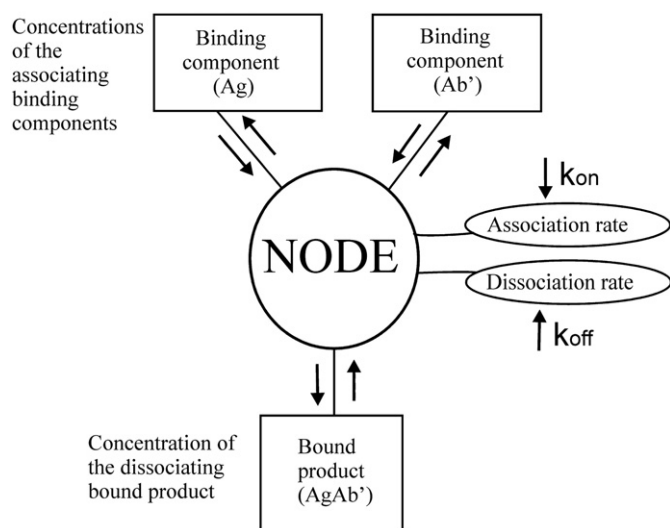 Concentrations
of the
associating
binding
components
Binding
component
(Ag)
Binding
component
(Ab’)
kon
Association rate
NODE
Dissociation rate
koff
Concentration of
the dissociating
bound product
Bound
product
(AgAb’)